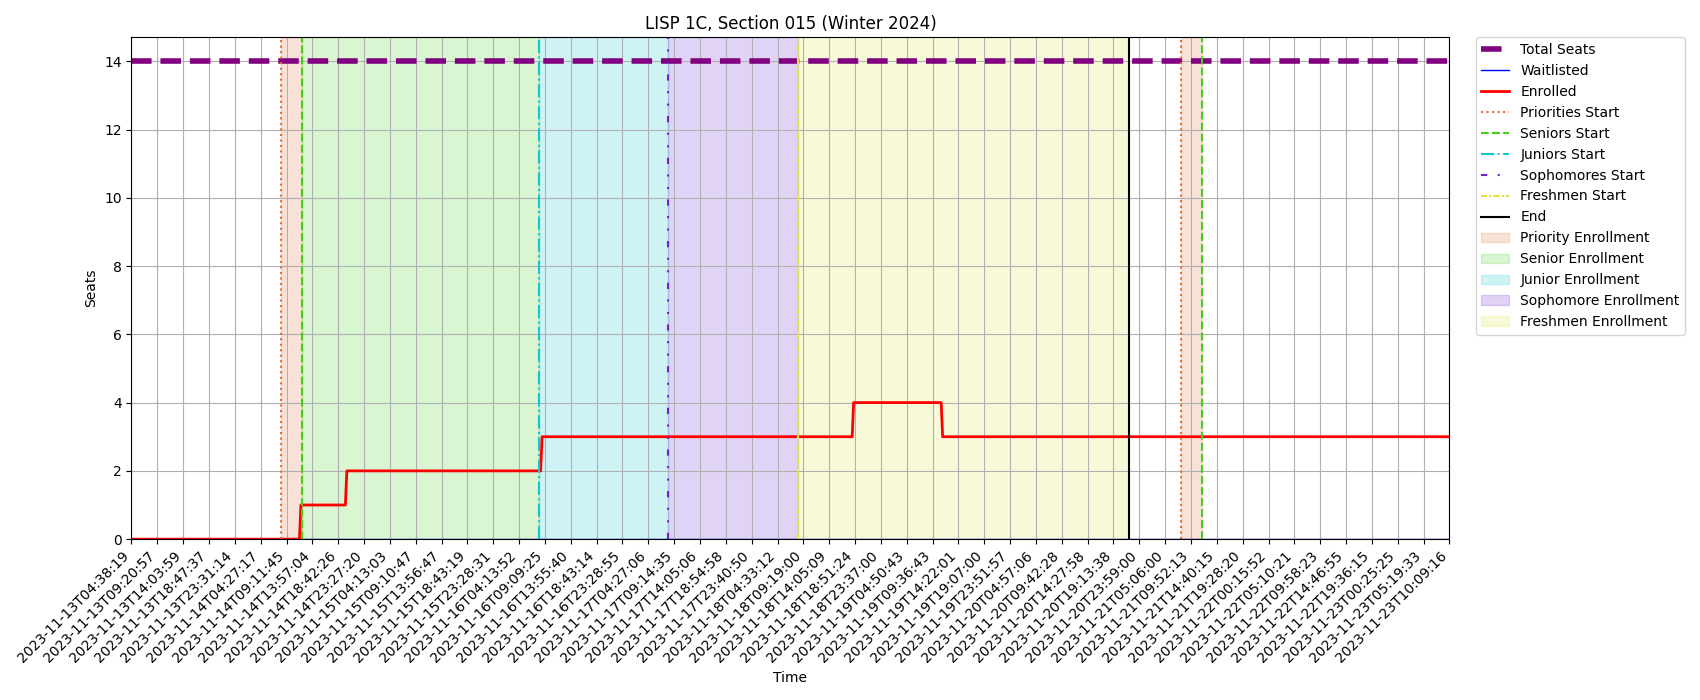 LISP 1C, Section 015 (Winter 2024)
Seats
14
12
10
8
6
4
2
0
2023-11-13T04:38:19
2023-11-13T09:20:57
2023-11-13T14:03:59
2023-11-13T18:47:37
2023-11-13T23:31:14
2023-11-14T04:27:17
2023-11-14T09:11:45
2023-11-14T13:57:04
2023-11-14T18:42:26
2023-11-14T23:27:20
2023-11-15T04:13:03
2023-11-15T09:10:47
2023-11-15T13:56:47
2023-11-15T18:43:19
2023-11-15T23:28:31
2023-11-16T04:13:52
2023-11-16T09:09:25
2023-11-16T13:55:40
2023-11-16T18:43:14
2023-11-16T23:28:55
2023-11-17T04:27:06
2023-11-17T09:14:35
2023-11-17T14:05:06
2023-11-17T18:54:58
2023-11-17T23:40:50
2023-11-18T04:33:12
2023-11-18T09:19:00
2023-11-18T14:05:09
2023-11-18T18:51:24
2023-11-18T23:37:00
2023-11-19T04:50:43
2023-11-19T09:36:43
2023-11-19T14:22:01
2023-11-19T19:07:00
2023-11-19T23:51:57
2023-11-20T04:57:06
2023-11-20T09:42:28
2023-11-20T14:27:58
2023-11-20T19:13:38
2023-11-20T23:59:00
2023-11-21T05:06:00
2023-11-21T09:52:13
2023-11-21T14:40:15
2023-11-21T19:28:20
2023-11-22T00:15:52
2023-11-22T05:10:21
2023-11-22T09:58:23
2023-11-22T14:46:55
2023-11-22T19:36:15
2023-11-23T00:25:25
2023-11-23T05:19:33
2023-11-23T10:09:16
Time
Total Seats
Waitlisted
Enrolled
Priorities Start
Seniors Start
Juniors Start
Sophomores Start
Freshmen Start
End
Priority Enrollment
Senior Enrollment
Junior Enrollment
Sophomore Enrollment
Freshmen Enrollment